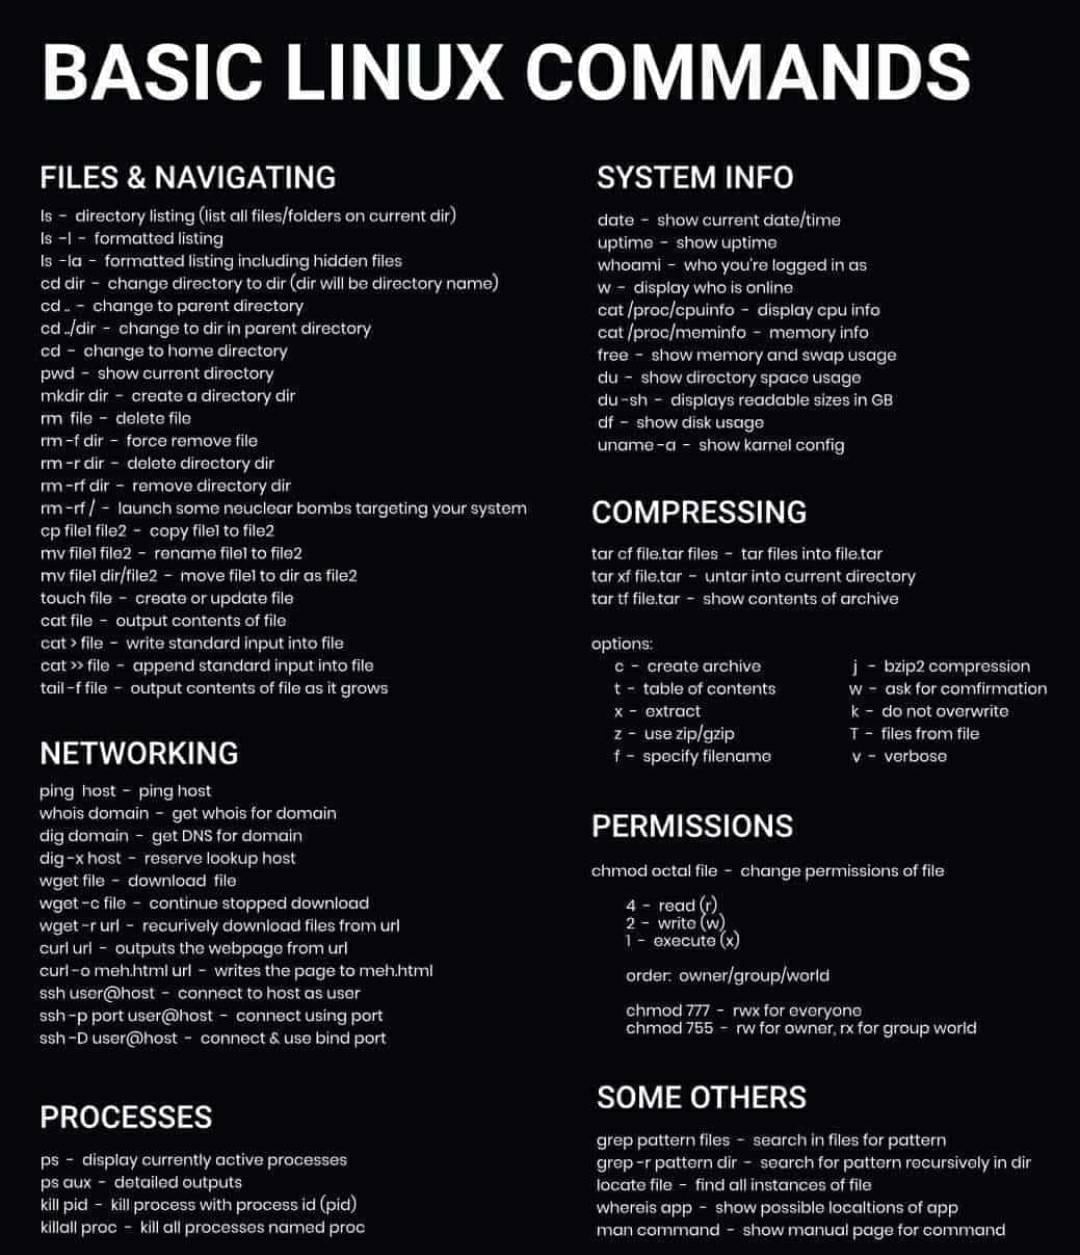 BASIC LINUX COMMANDS
FILES & NAVIGATING
ls - directory listing (list all files/folders on current dir)
ls -l - formatted listing
ls -la - formatted listing including hidden files
cd dir - change directory to dir (dir will be directory name)
cd .. - change to parent directory
cd ../dir - change to dir in parent directory
cd - change to home directory
pwd - show current directory
mkdir dir - create a directory dir
rm file - delete file
rm -f dir - force remove file
rm -r dir - delete directory dir
rm -rf dir - remove directory dir
rm -rf / - launch some neuclear bombs targeting your system
cp file1 file2 - copy file1 to file2
mv file1 file2 - rename file1 to file2
mv file1 dir/file2 - move file1 to dir as file2
touch file - create or update file
cat file - output contents of file
cat > file - write standard input into file
cat >> file - append standard input into file
tail -f file - output contents of file as it grows
NETWORKING
ping host - ping host
whois domain - get whois for domain
dig domain - get DNS for domain
dig -x host - reserve lookup host
wget file - download file
wget -c file - continue stopped download
wget -r url - recurively download files from url
curl url - outputs the webpage from url
curl -o meh.html url - writes the page to meh.html
ssh user@host - connect to host as user
ssh -p port user@host - connect using port
ssh -D user@host - connect & use bind port
PROCESSES
ps - display currently active processes
ps aux - detailed outputs
kill pid - kill process with process id (pid)
killall proc - kill all processes named proc
SYSTEM INFO
date - show current date/time
uptime - show uptime
whoami - who you're logged in as
w - display who is online
cat /proc/cpuinfo - display cpu info
cat /proc/meminfo - memory info
free - show memory and swap usage
du - show directory space usage
du -sh - displays readable sizes in GB
df - show disk usage
uname -a - show karnel config
COMPRESSING
tar cf file.tar files - tar files into file.tar
tar xf file.tar - untar into current directory
tar tf file.tar - show contents of archive
options:
c - create archive
t - table of contents
x - extract
z - use zip/gzip
f - specify filename
j - bzip2 compression
w - ask for comfirmation
k - do not overwrite
T - files from file
v - verbose
PERMISSIONS
chmod octal file - change permissions of file
4 - read (r)
2 - write (w)
1 - execute (x)
order: owner/group/world
chmod 777 - rwx for everyone
chmod 755 - rw for owner, rx for group world
SOME OTHERS
grep pattern files - search in files for pattern
grep -r pattern dir - search for pattern recursively in dir
locate file - find all instances of file
whereis app - show possible localtions of app
man command - show manual page for command